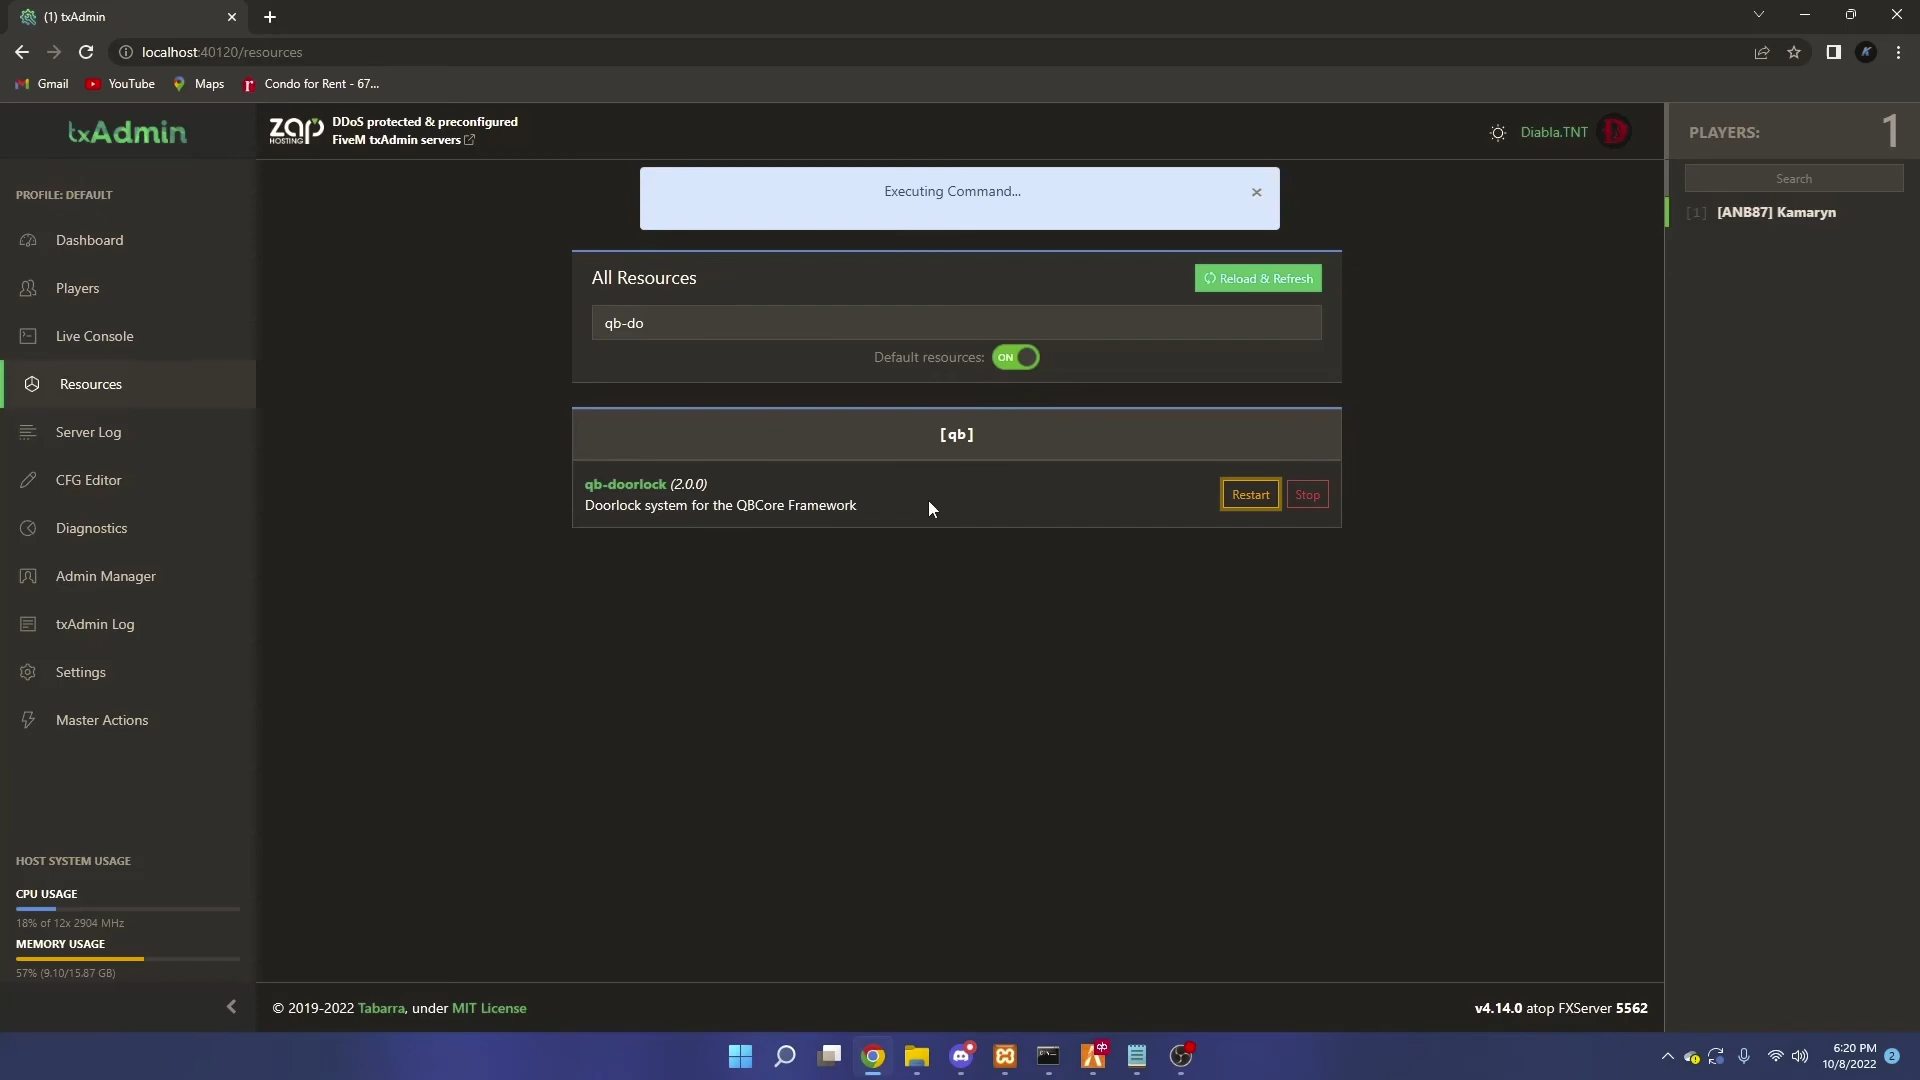 (1) txAdmin
localhost:40120/resources
Gmail
YouTube
Maps
Condo for Rent - 67...
txAdmin
ZAP HOSTING
DDoS protected & preconfigured
FiveM txAdmin servers
Diabla.TNT
PLAYERS:
1
Search
[1] [ANB87] Kamaryn
PROFILE: DEFAULT
Dashboard
Players
Live Console
Resources
Server Log
CFG Editor
Diagnostics
Admin Manager
txAdmin Log
Settings
Master Actions
HOST SYSTEM USAGE
CPU USAGE
18% of 12x 2904 MHz
MEMORY USAGE
57% (9.10/15.87 GB)
Executing Command...
×
All Resources
Reload & Refresh
qb-do
Default resources: ON
[qb]
qb-doorlock (2.0.0)
Doorlock system for the QBCore Framework
Restart
Stop
© 2019-2022 Tabarra, under MIT License
v4.14.0 atop FXServer 5562
6:20 PM
10/8/2022
2